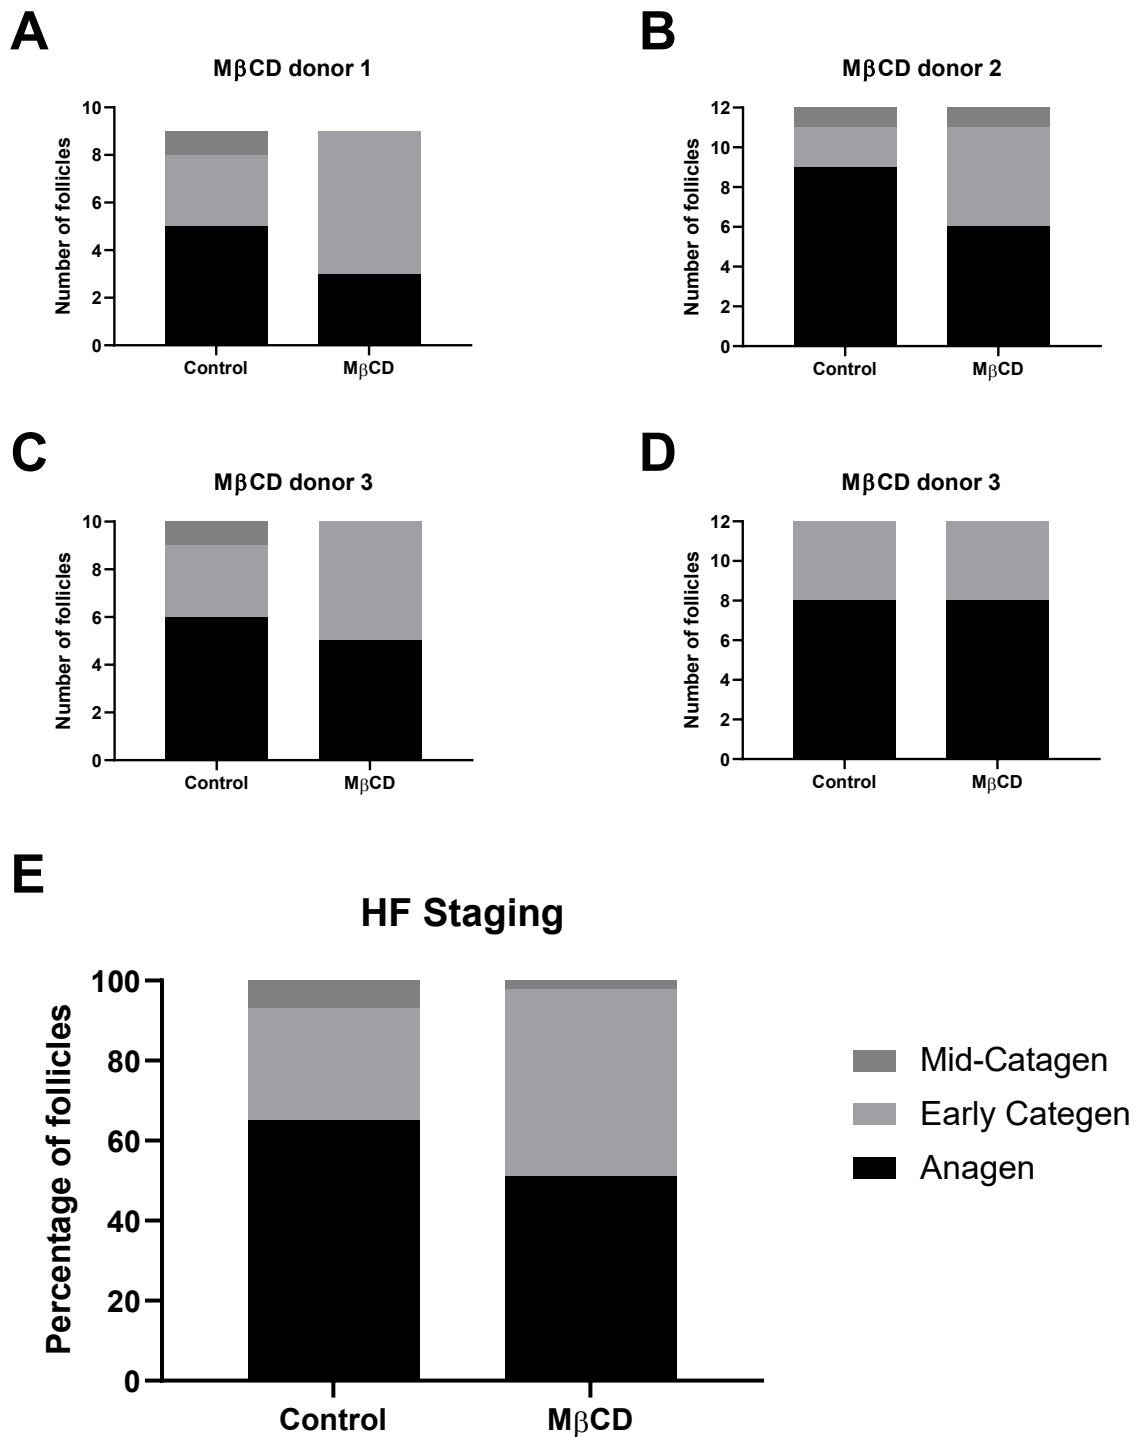 A
MβCD donor 1
Number of follicles
10
8
6
4
2
0
Control
MβCD
B
MβCD donor 2
Number of follicles
12
10
8
6
4
2
0
Control
MβCD
C
MβCD donor 3
Number of follicles
10
8
6
4
2
0
Control
MβCD
D
MβCD donor 3
Number of follicles
12
10
8
6
4
2
0
Control
MβCD
E
HF Staging
Percentage of follicles
100
80
60
40
20
0
Control
MβCD
Mid-Catagen
Early Categen
Anagen